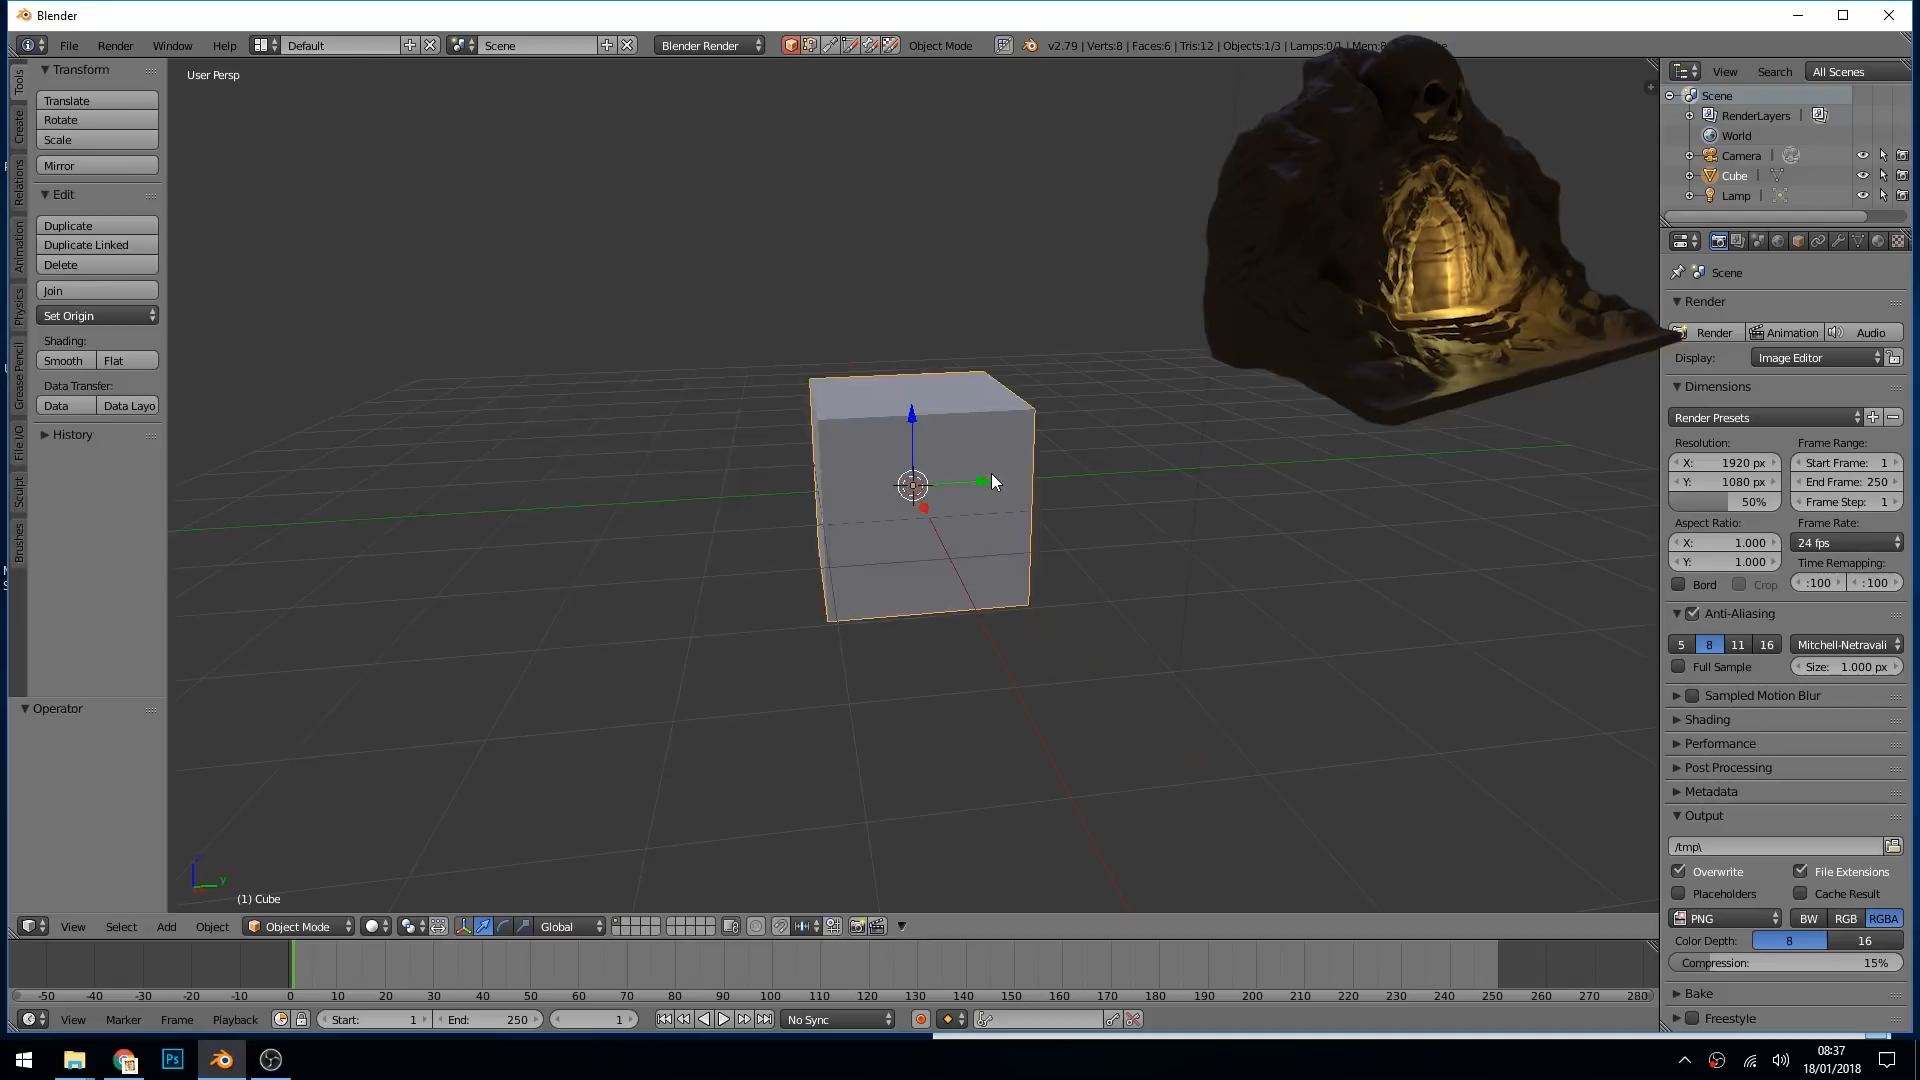 Blender
File Render Window Help Default Scene Blender Render Object Mode v2.79 | Verts:8 | Faces:6 | Tris:12 | Objects:1/3 | Lamps:0/1 | Mem:8
Tools
Create
Relations
Animation
Physics
Grease Pencil
File I/O
Sculpt
Brushes
Transform
Translate
Rotate
Scale
Mirror
Edit
Duplicate
Duplicate Linked
Delete
Join
Set Origin
Shading:
Smooth Flat
Data Transfer:
Data Data Layo
History
Operator
User Persp
y
(1) Cube
View Search All Scenes
Scene
RenderLayers |
World
Camera |
Cube |
Lamp |
Scene
Render
Render Animation Audio
Display: Image Editor
Dimensions
Render Presets
Resolution: Frame Range:
X: 1920 px Start Frame: 1
Y: 1080 px End Frame: 250
50% Frame Step: 1
Aspect Ratio: Frame Rate:
X: 1.000 24 fps
Y: 1.000 Time Remapping:
Bord Crop :100 :100
Anti-Aliasing
5 8 11 16 Mitchell-Netravali
Full Sample Size: 1.000 px
Sampled Motion Blur
Shading
Performance
Post Processing
Metadata
Output
/tmp\
Overwrite File Extensions
Placeholders Cache Result
PNG BW RGB RGBA
Color Depth: 8 16
Compression: 15%
Bake
Freestyle
View Select Add Object Object Mode Global
-50 -40 -30 -20 -10 0 10 20 30 40 50 60 70 80 90 100 110 120 130 140 150 160 170 180 190 200 210 220 230 240 250 260 270 280
View Marker Frame Playback Start: 1 End: 250 1 No Sync
Ps
08:37
18/01/2018